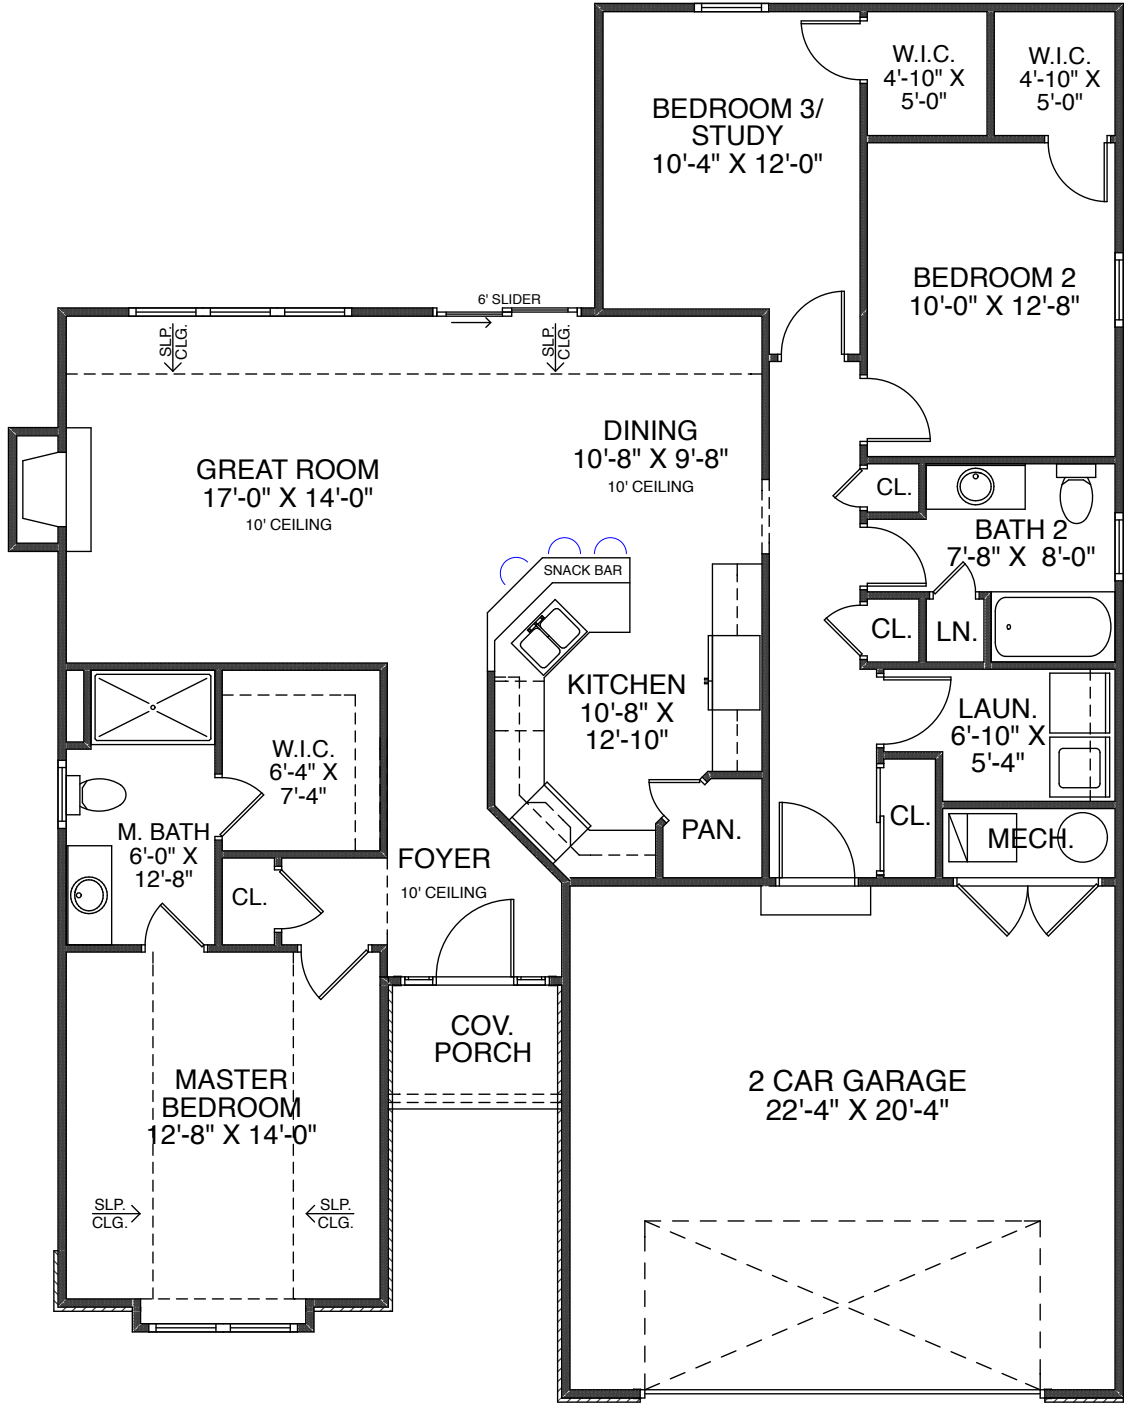 W.I.C.
4'-10" X
5'-0"
W.I.C.
4'-10" X
5'-0"
BEDROOM 3/
STUDY
10'-4" X 12'-0"
BEDROOM 2
10'-0" X 12'-8"
6' SLIDER
SLP.
CLG.
SLP.
CLG.
DINING
10'-8" X 9'-8"
10' CEILING
GREAT ROOM
17'-0" X 14'-0"
10' CEILING
CL.
BATH 2
7'-8" X 8'-0"
SNACK BAR
CL.
LN.
KITCHEN
10'-8" X
12'-10"
LAUN.
6'-10" X
5'-4"
W.I.C.
6'-4" X
7'-4"
M. BATH
6'-0" X
12'-8"
PAN.
CL.
MECH.
FOYER
10' CEILING
CL.
COV.
PORCH
MASTER
BEDROOM
12'-8" X 14'-0"
2 CAR GARAGE
22'-4" X 20'-4"
SLP.
CLG.
SLP.
CLG.